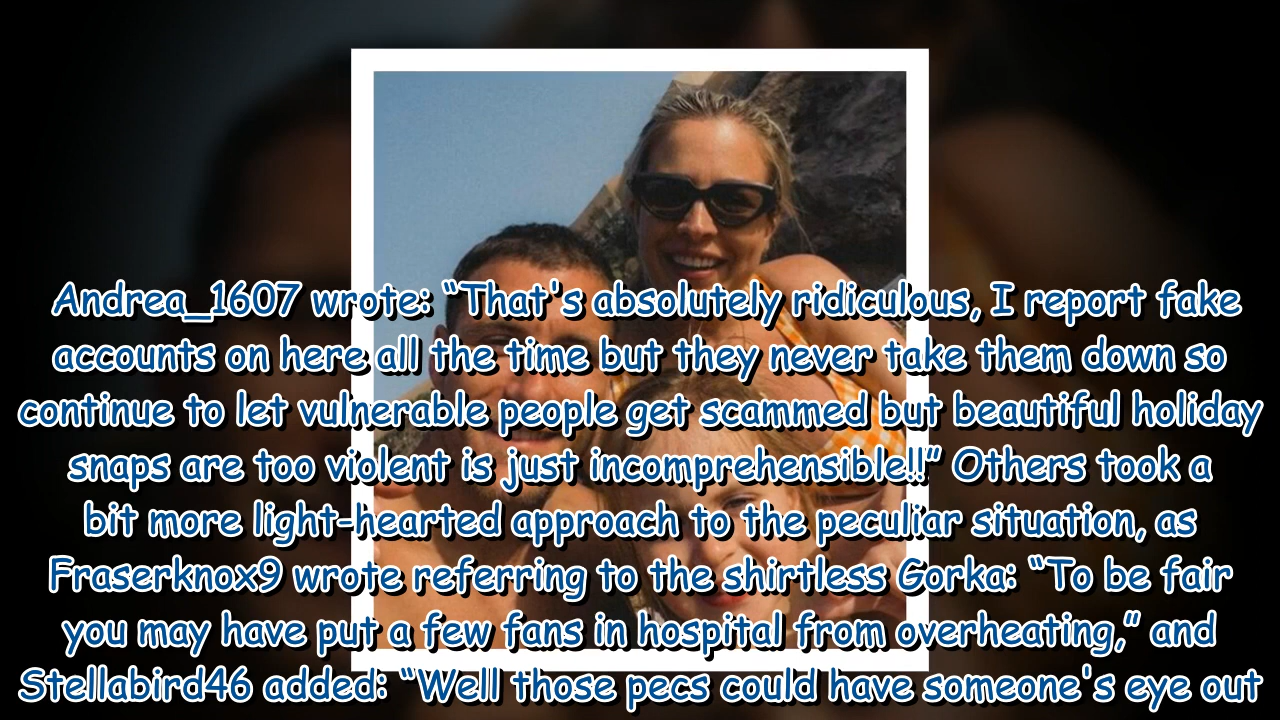 Andrea_1607 wrote: “That's absolutely ridiculous, I report fake
accounts on here all the time but they never take them down so
continue to let vulnerable people get scammed but beautiful holiday
snaps are too violent is just incomprehensible!!” Others took a
bit more light-hearted approach to the peculiar situation, as
Fraserknox9 wrote referring to the shirtless Gorka: “To be fair
you may have put a few fans in hospital from overheating,” and
Stellabird46 added: “Well those pecs could have someone's eye out